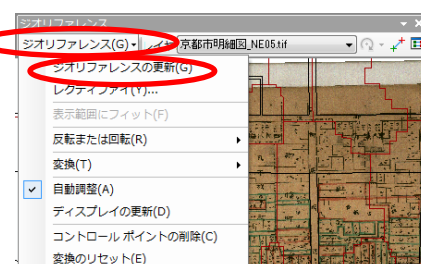 ジオリファレンス
ジオリファレンス(G)▾ レイヤ 京都市明細図_NE05.tif
ジオリファレンスの更新(G)
レクティファイ(Y)...
表示範囲にフィット(F)
反転または回転(R)
変換(T)
自動調整(A)
ディスプレイの更新(D)
コントロール ポイントの削除(C)
変換のリセット(E)